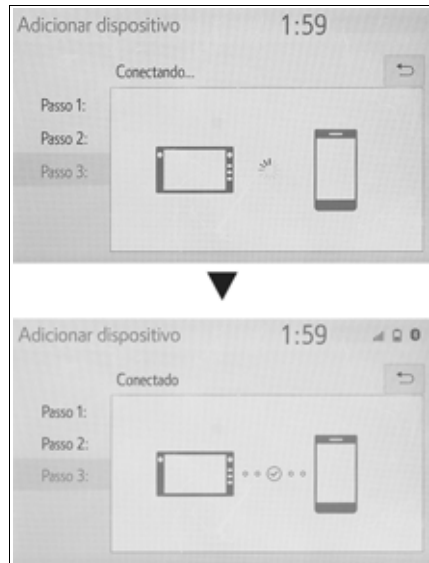 Adicionar dispositivo 1:59
Conectando...
Passo 1:
Passo 2:
Passo 3:
Adicionar dispositivo 1:59
Conectado
Passo 1:
Passo 2:
Passo 3: